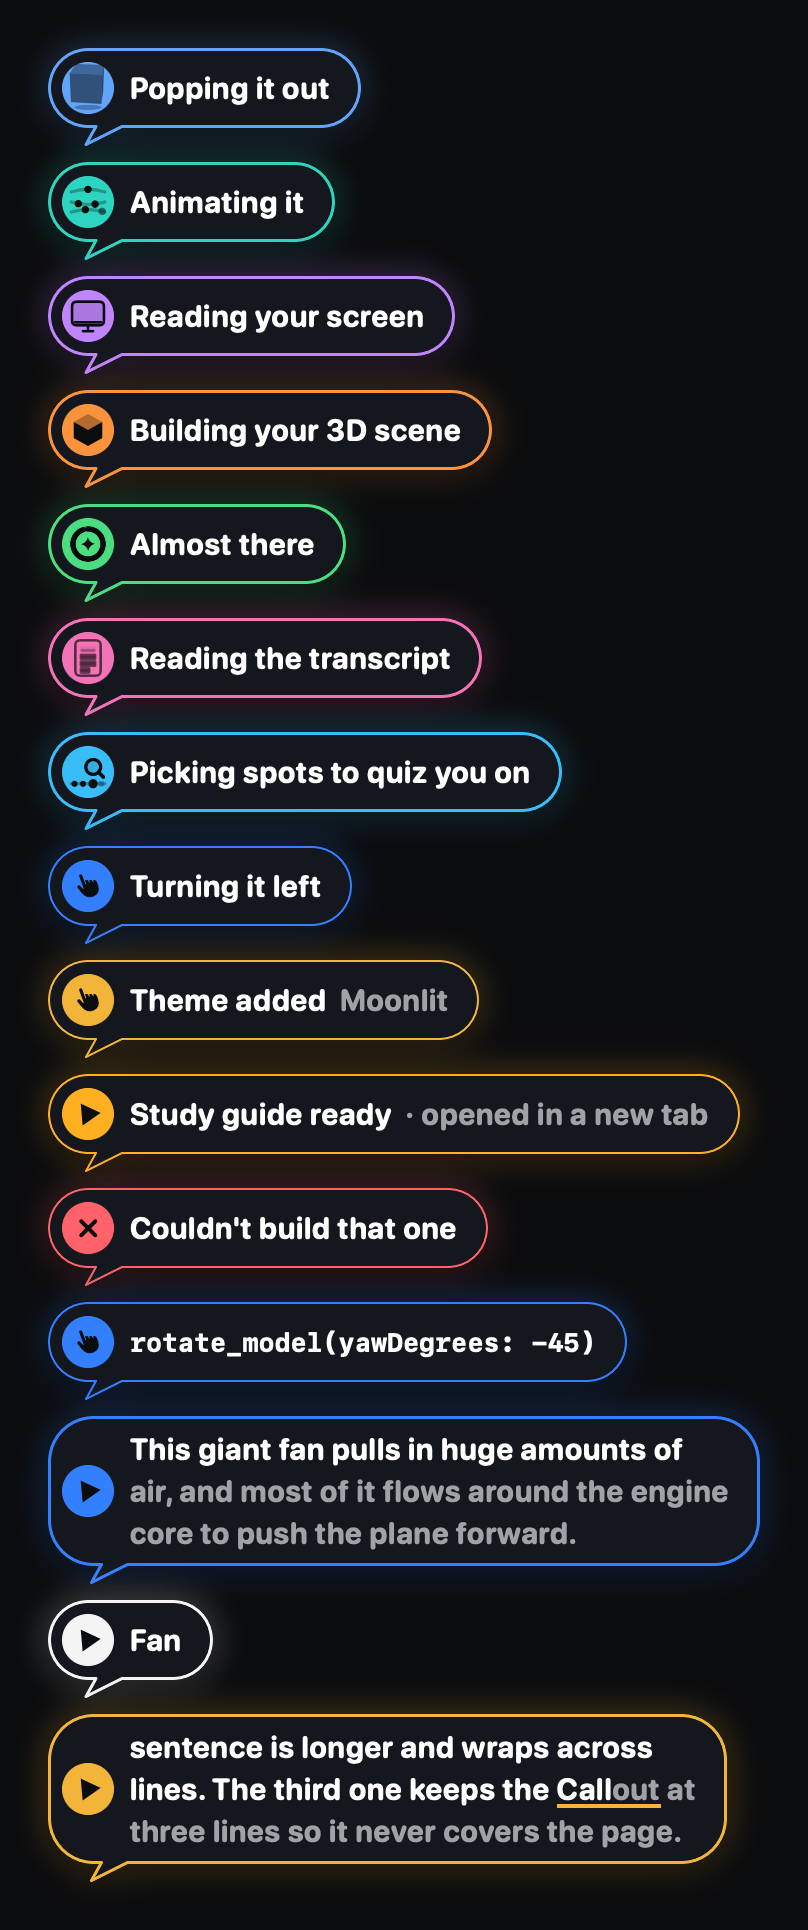 Popping it out
Animating it
Reading your screen
Building your 3D scene
Almost there
Reading the transcript
Picking spots to quiz you on
Turning it left
Theme added Moonlit
Study guide ready · opened in a new tab
Couldn't build that one
rotate_model(yawDegrees: −45)
This giant fan pulls in huge amounts of
air, and most of it flows around the engine
core to push the plane forward.
Fan
sentence is longer and wraps across
lines. The third one keeps the Callout at
three lines so it never covers the page.